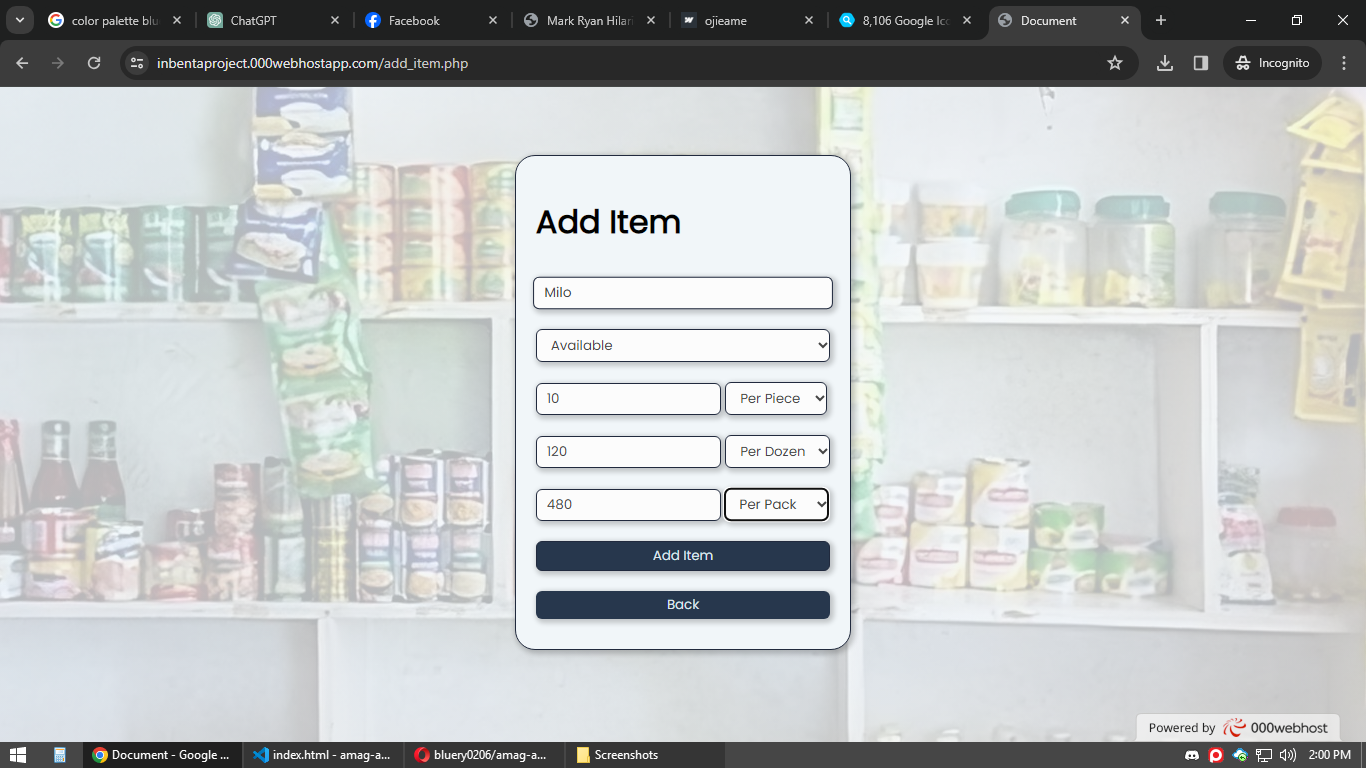 color palette blu
ChatGPT
Facebook
Mark Ryan Hilari
ojieame
8,106 Google Ico
Document
inbentaproject.000webhostapp.com/add_item.php
Incognito
Add Item
Milo
Available
10 Per Piece
120 Per Dozen
480 Per Pack
Add Item
Back
Powered by 000webhost
Document - Google ...
index.html - amag-a...
bluery0206/amag-a...
Screenshots
2:00 PM